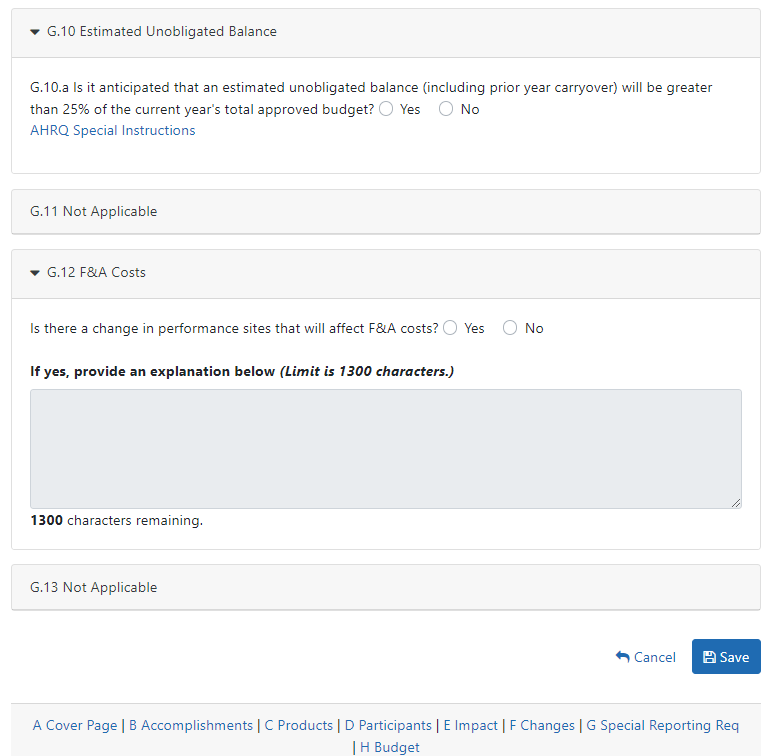 G.10 Estimated Unobligated Balance
G.10.a Is it anticipated that an estimated unobligated balance (including prior year carryover) will be greater
than 25% of the current year's total approved budget? Yes No
AHRQ Special Instructions
G.11 Not Applicable
G.12 F&A Costs
Is there a change in performance sites that will affect F&A costs? Yes No
If yes, provide an explanation below (Limit is 1300 characters.)
1300 characters remaining.
G.13 Not Applicable
Cancel Save
A Cover Page | B Accomplishments | C Products | D Participants | E Impact | F Changes | G Special Reporting Req
| H Budget